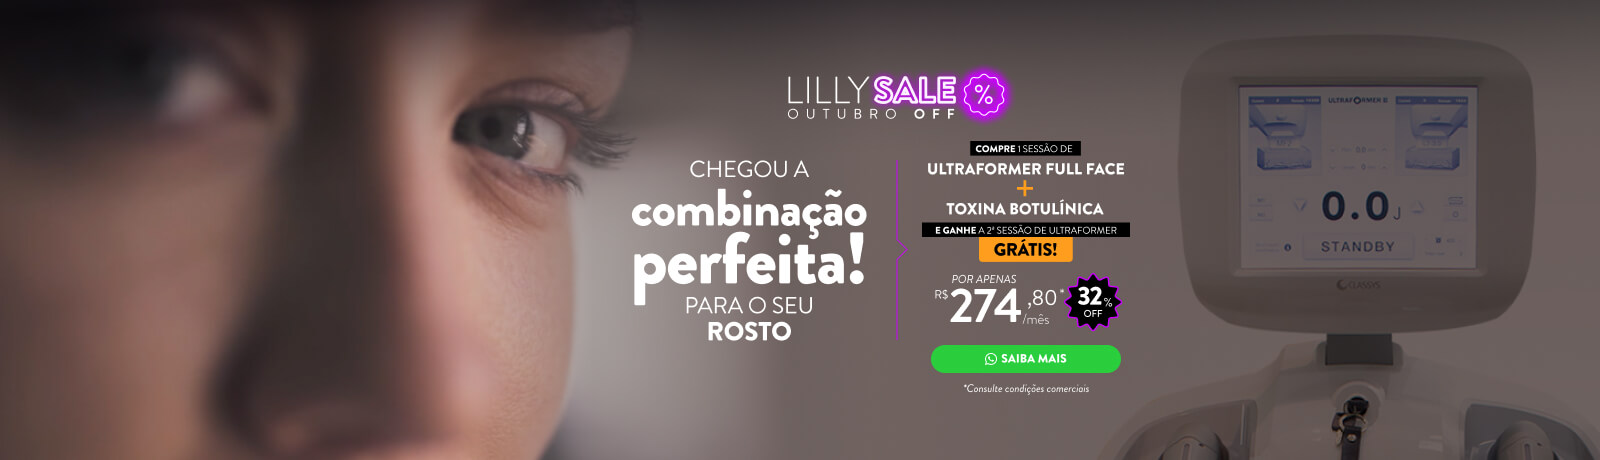 LILLY SALE %
OUTUBRO OFF
CHEGOU A
combinação
perfeita!
PARA O SEU
ROSTO
COMPRE 1 SESSÃO DE
ULTRAFORMER FULL FACE
+
TOXINA BOTULÍNICA
E GANHE A 2ª SESSÃO DE ULTRAFORMER
GRÁTIS!
POR APENAS
R$ 274,80*
/mês
32%
OFF
SAIBA MAIS
*Consulte condições comerciais
ULTRAFORMER
0.0 J
STANDBY
CLASSYS